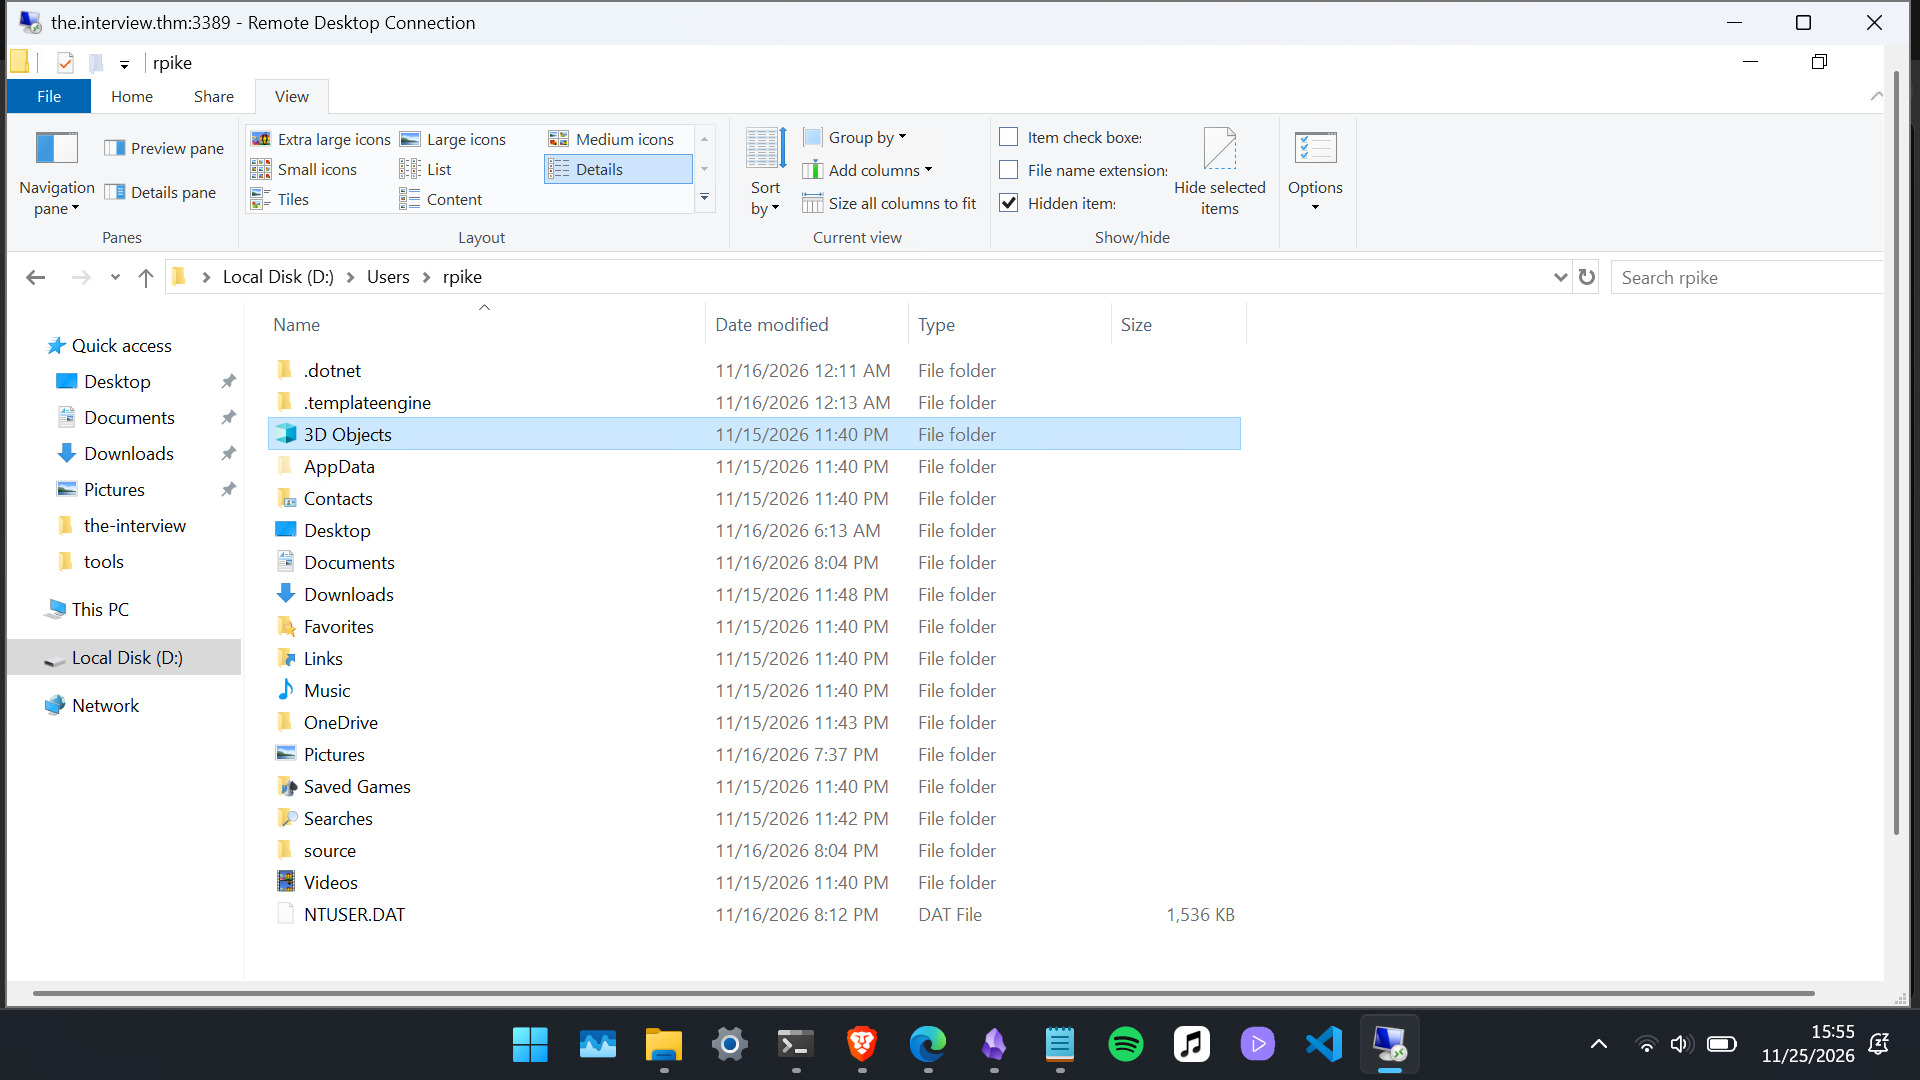 the.interview.thm:3389 - Remote Desktop Connection
rpike
File Home Share View
Navigation pane
Preview pane
Details pane
Panes
Extra large icons Large icons Medium icons
Small icons List Details
Tiles Content
Layout
Sort by
Group by
Add columns
Size all columns to fit
Current view
Item check boxes
File name extensions
Hidden items
Hide selected items
Show/hide
Options
Local Disk (D:) Users rpike
Search rpike
Quick access
Desktop
Documents
Downloads
Pictures
the-interview
tools
This PC
Local Disk (D:)
Network
Name Date modified Type Size
.dotnet 11/16/2026 12:11 AM File folder
.templateengine 11/16/2026 12:13 AM File folder
3D Objects 11/15/2026 11:40 PM File folder
AppData 11/15/2026 11:40 PM File folder
Contacts 11/15/2026 11:40 PM File folder
Desktop 11/16/2026 6:13 AM File folder
Documents 11/16/2026 8:04 PM File folder
Downloads 11/15/2026 11:48 PM File folder
Favorites 11/15/2026 11:40 PM File folder
Links 11/15/2026 11:40 PM File folder
Music 11/15/2026 11:40 PM File folder
OneDrive 11/15/2026 11:43 PM File folder
Pictures 11/16/2026 7:37 PM File folder
Saved Games 11/15/2026 11:40 PM File folder
Searches 11/15/2026 11:42 PM File folder
source 11/16/2026 8:04 PM File folder
Videos 11/15/2026 11:40 PM File folder
NTUSER.DAT 11/16/2026 8:12 PM DAT File 1,536 KB
15:55
11/25/2026